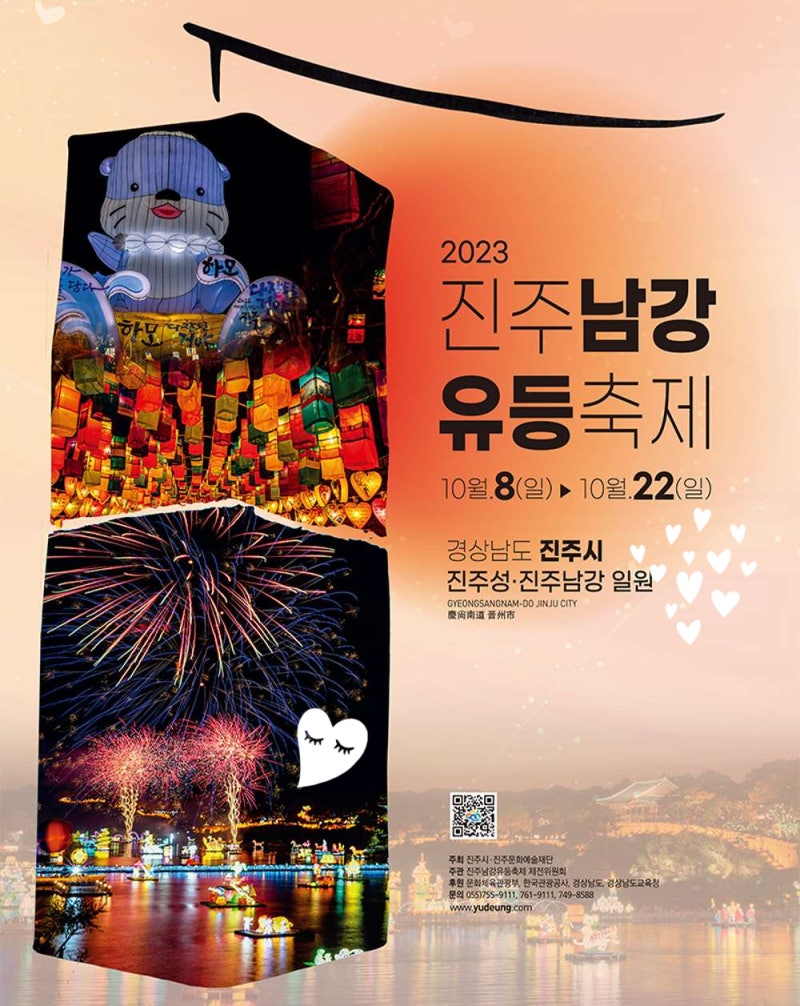 2023
진주남강
유등축제
10월.8(일)▶10월.22(일)
경상남도 진주시
진주성·진주남강 일원
GYEONGSANGNAM-DO JINJU CITY
慶尙南道 晋州市
하모
하모
주최 진주시·진주문화예술재단
주관 진주남강유등축제 제전위원회
후원 문화체육관광부, 한국관광공사, 경상남도, 경상남도교육청
문의 055)755-9111, 761-9111, 749-8588
www.yudeung.com